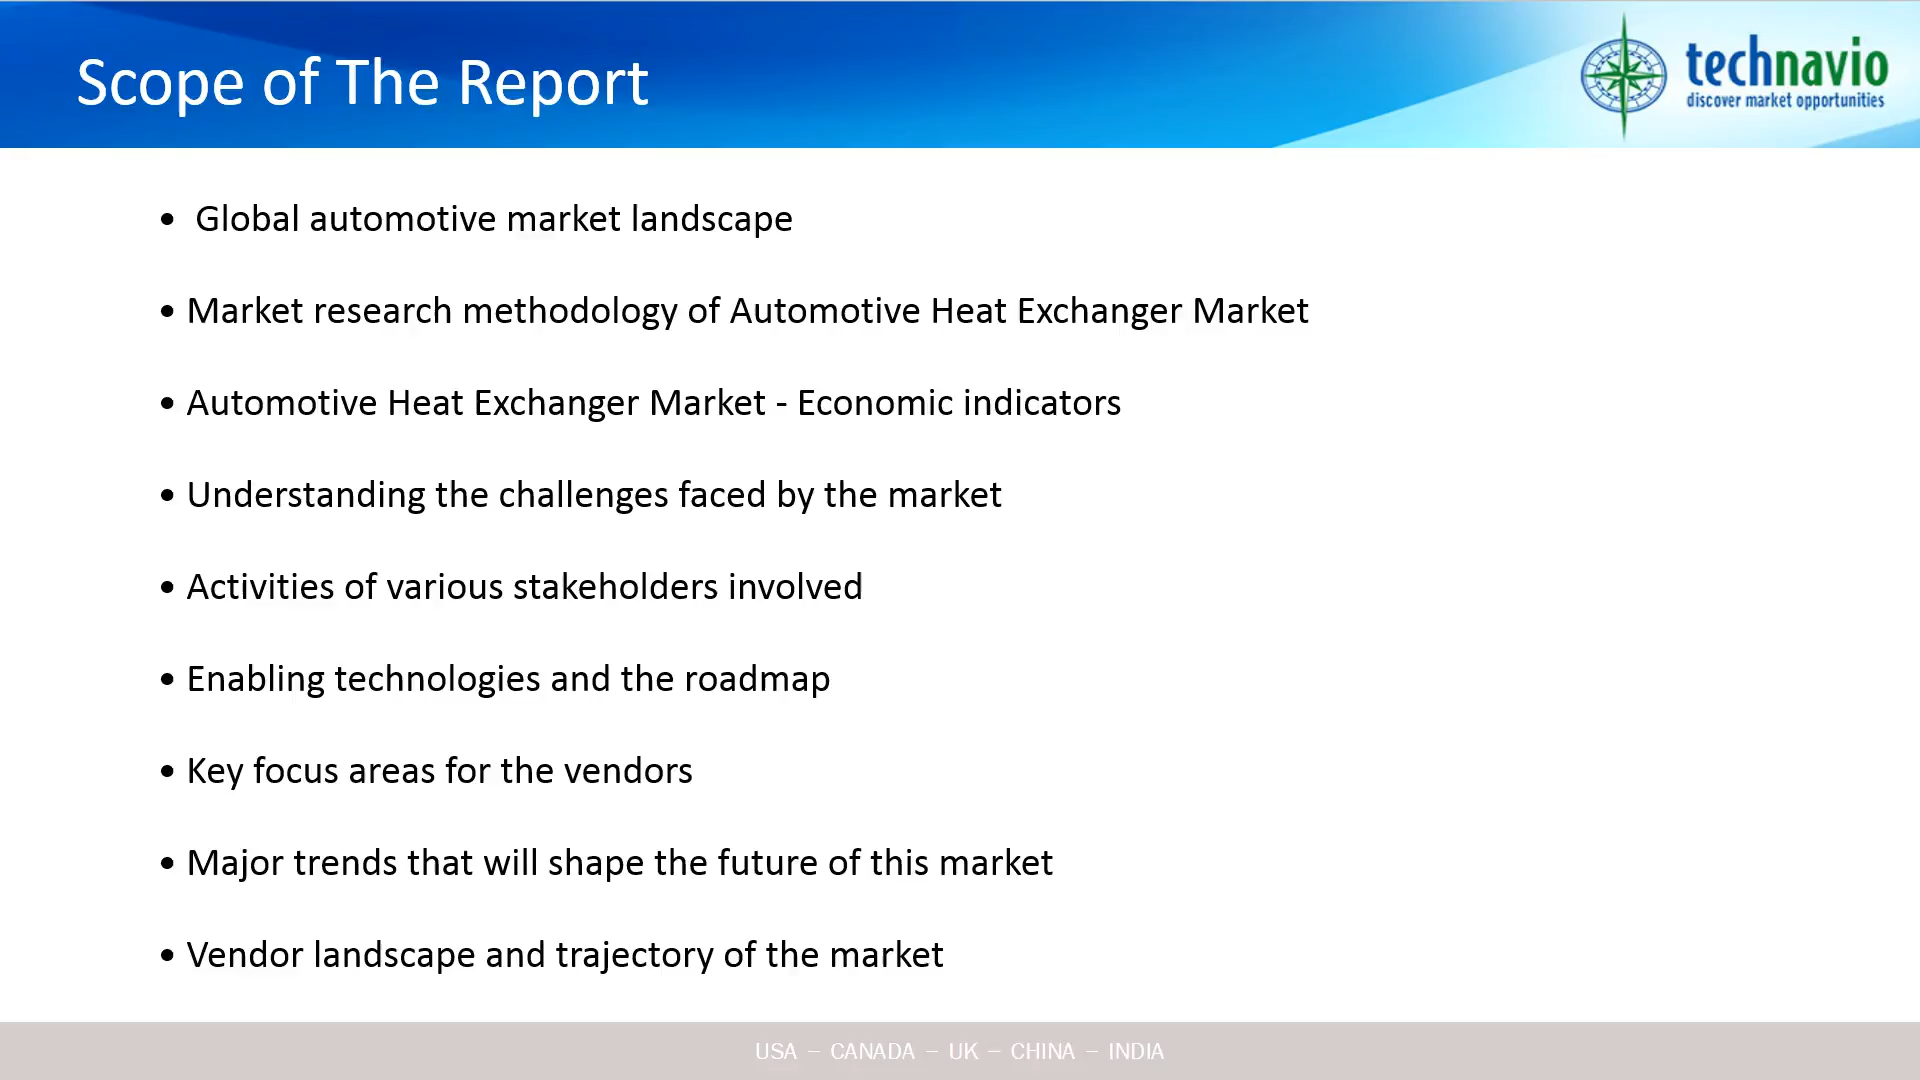 Scope of The Report
technavio
discover market opportunities
• Global automotive market landscape
• Market research methodology of Automotive Heat Exchanger Market
• Automotive Heat Exchanger Market - Economic indicators
• Understanding the challenges faced by the market
• Activities of various stakeholders involved
• Enabling technologies and the roadmap
• Key focus areas for the vendors
• Major trends that will shape the future of this market
• Vendor landscape and trajectory of the market
USA – CANADA – UK – CHINA – INDIA